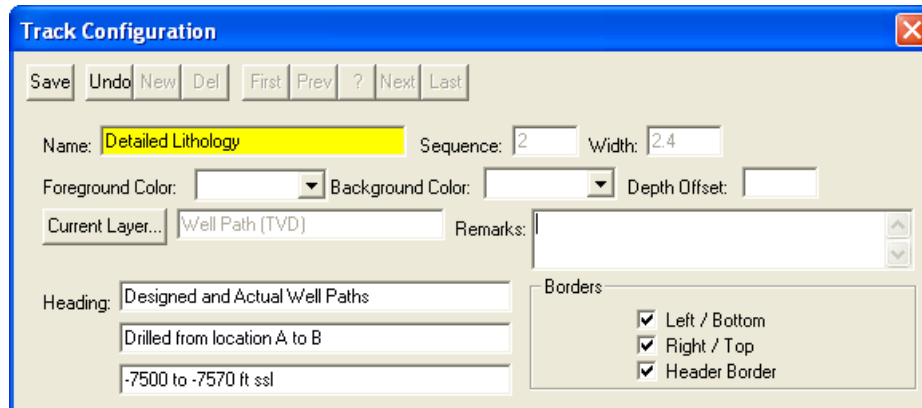 Track Configuration
Save Undo New Del First Prev ? Next Last
Name: Detailed Lithology Sequence: 2 Width: 2.4
Foreground Color: Background Color: Depth Offset:
Current Layer... Well Path (TVD) Remarks:
Heading: Designed and Actual Well Paths
Drilled from location A to B
-7500 to -7570 ft ssl
Borders
Left / Bottom
Right / Top
Header Border